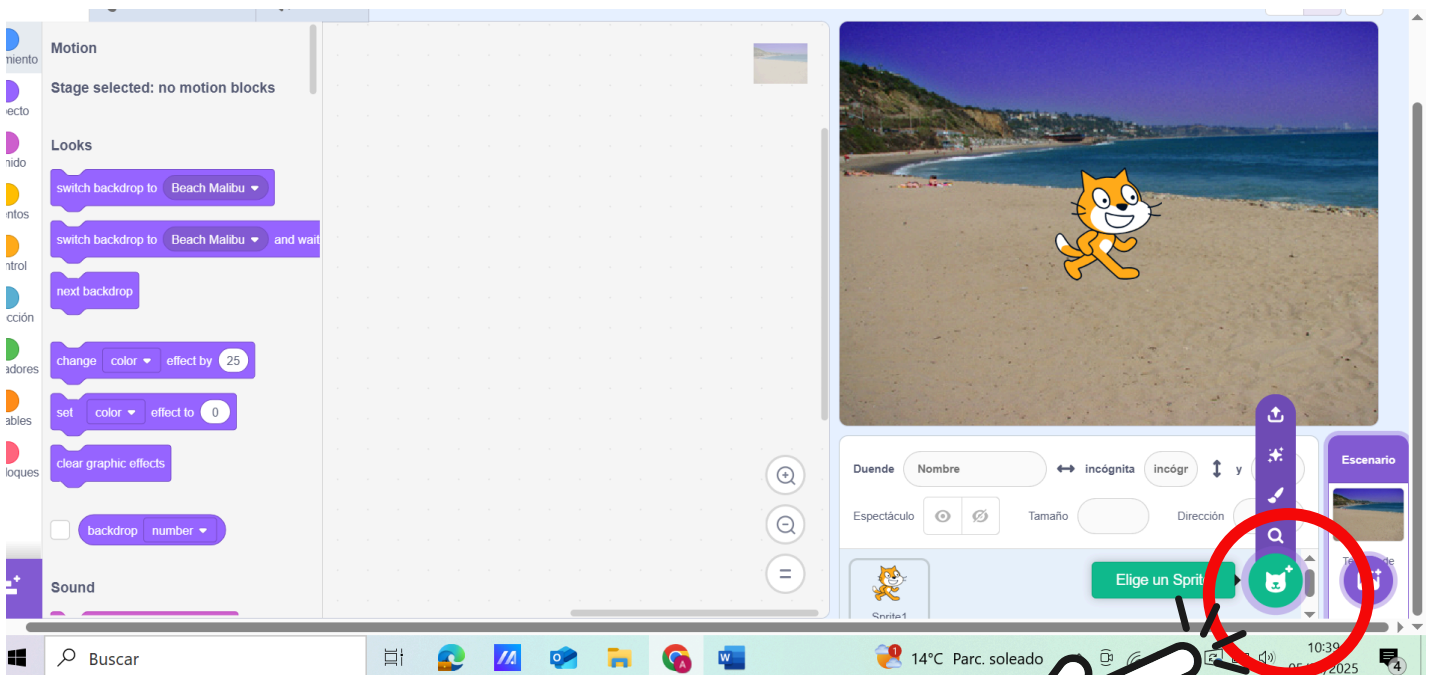 miento
Motion
Stage selected: no motion blocks
Looks
switch backdrop to Beach Malibu
switch backdrop to Beach Malibu and wait
next backdrop
change color effect by 25
set color effect to 0
clear graphic effects
backdrop number
Sound
ecto
nido
ntos
ntrol
cción
adores
ables
loques
Duende Nombre incógnita incógr y
Espectáculo Tamaño Dirección
Elige un Sprite
Sprite1
Escenario
Buscar
1
14°C Parc. soleado
10:39
2025
4